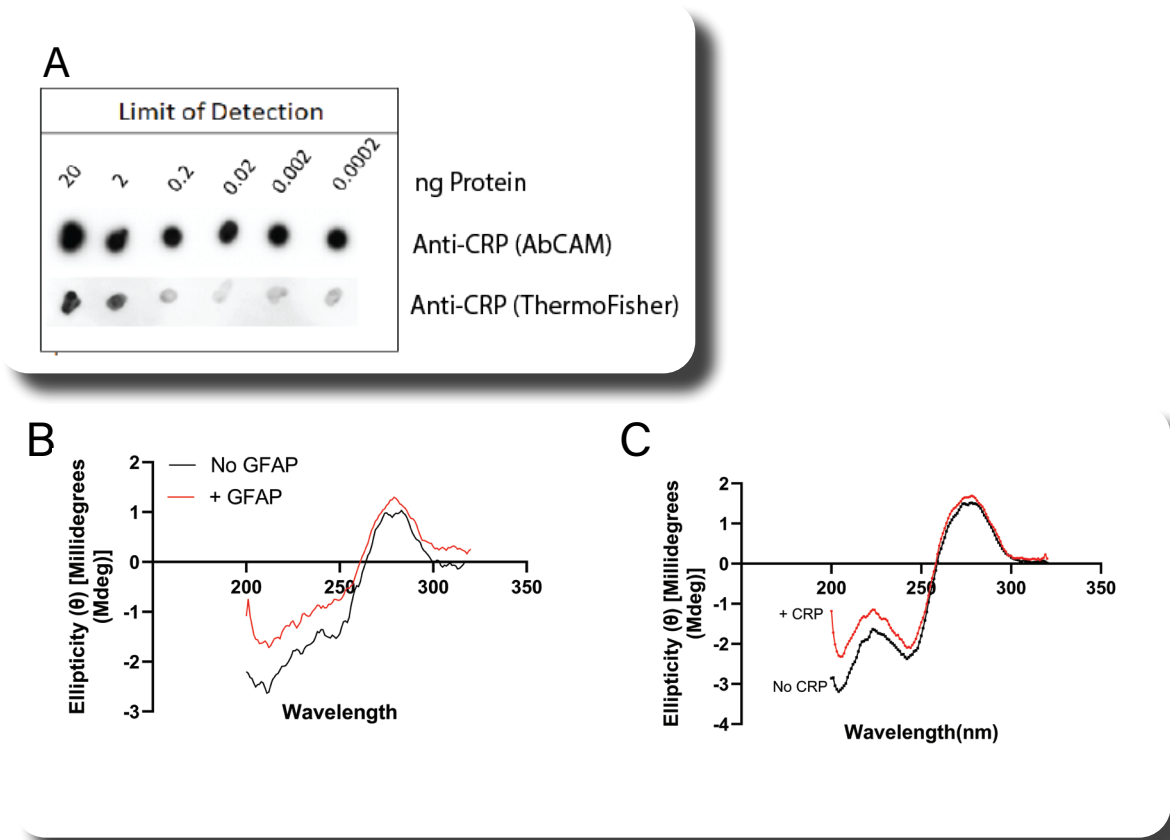 A
Limit of Detection
20 2 0.2 0.02 0.002 0.0002
ng Protein
Anti-CRP (AbCAM)
Anti-CRP (ThermoFisher)
B
No GFAP
+ GFAP
Ellipticity (θ) [Millidegrees
(Mdeg)]
2
1
0
-1
-2
-3
200 250 300 350
Wavelength
C
Ellipticity (θ) [Millidegrees
(Mdeg)]
2
1
0
-1
-2
-3
-4
200 250 300 350
+ CRP
No CRP
Wavelength(nm)